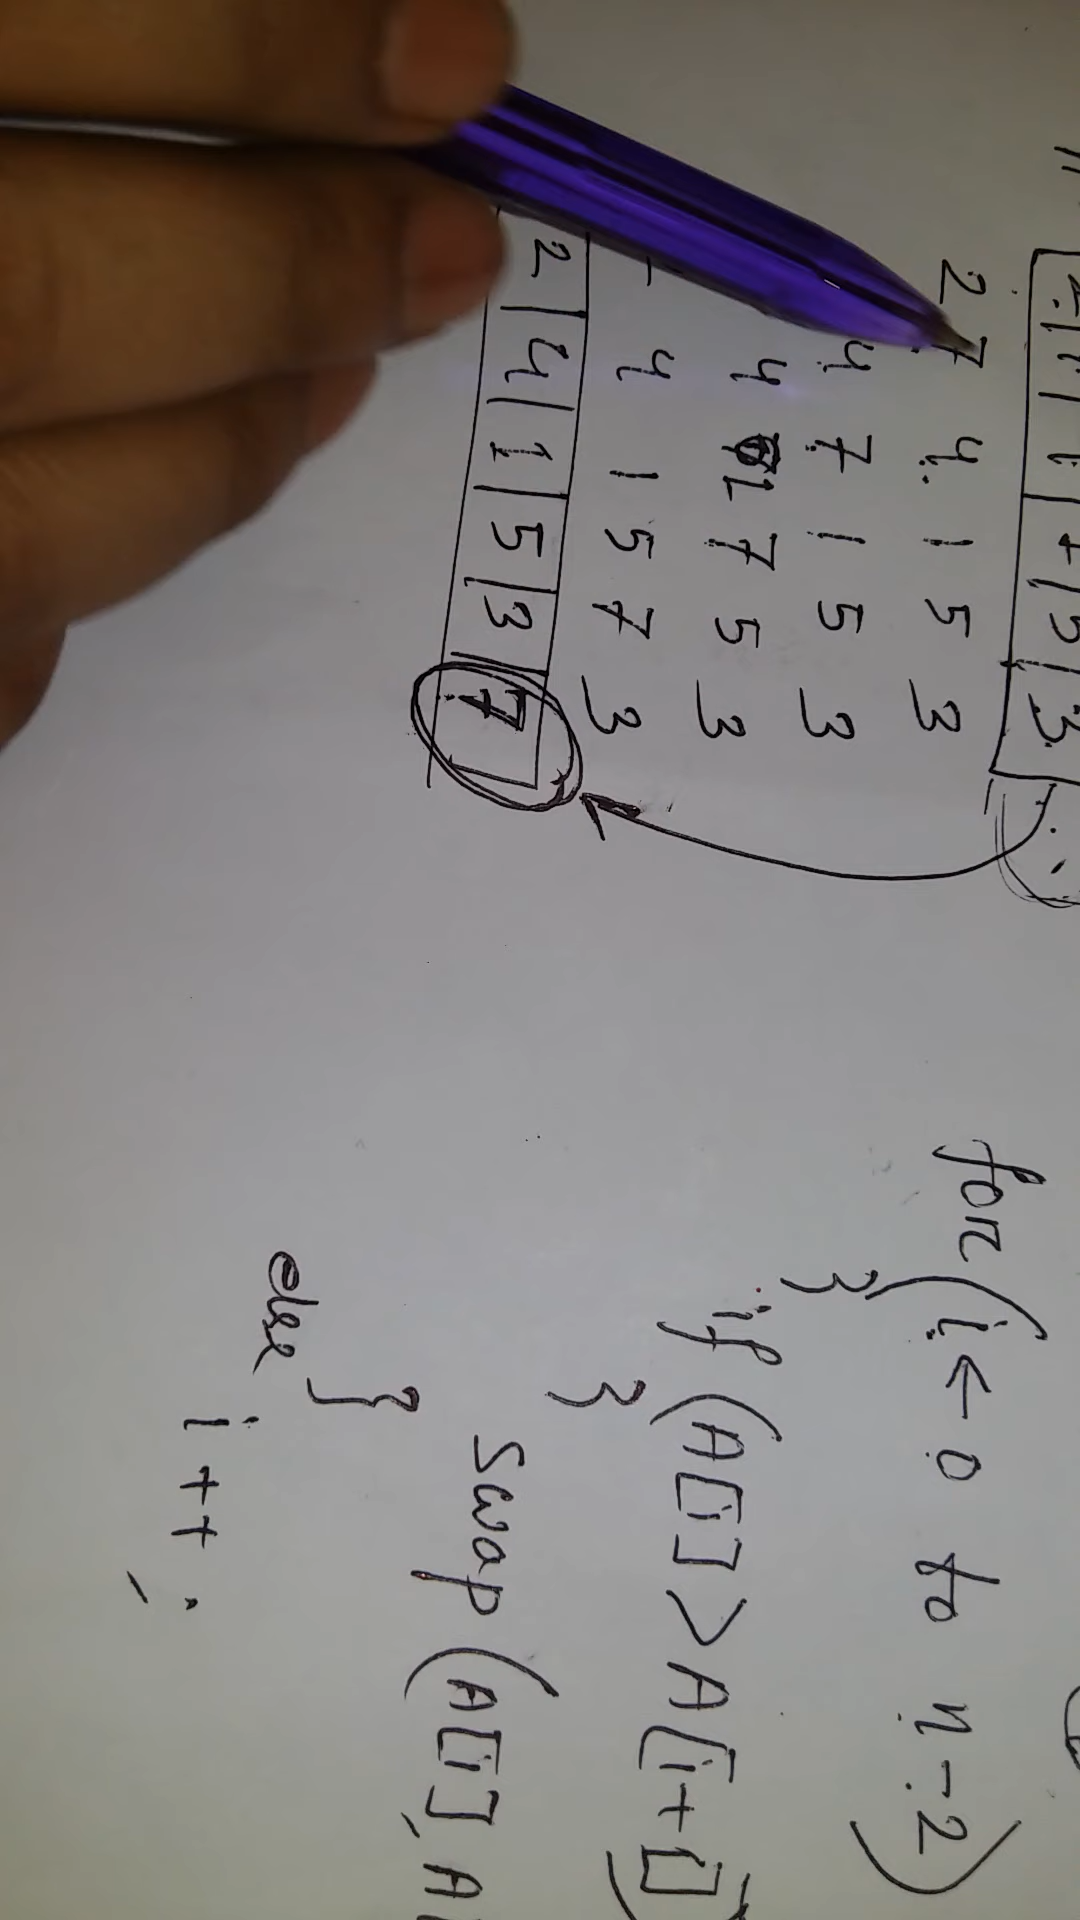 2 7 4 1 5 3
4 7 1 5 3
4 1 7 5 3
4 1 5 7 3
2 | 4 | 1 | 5 | 3 | 7
for (i ← 0 to n-2)
{
if (A[i] > A[i+1])
{
swap (A[i], A
}
else
i++;